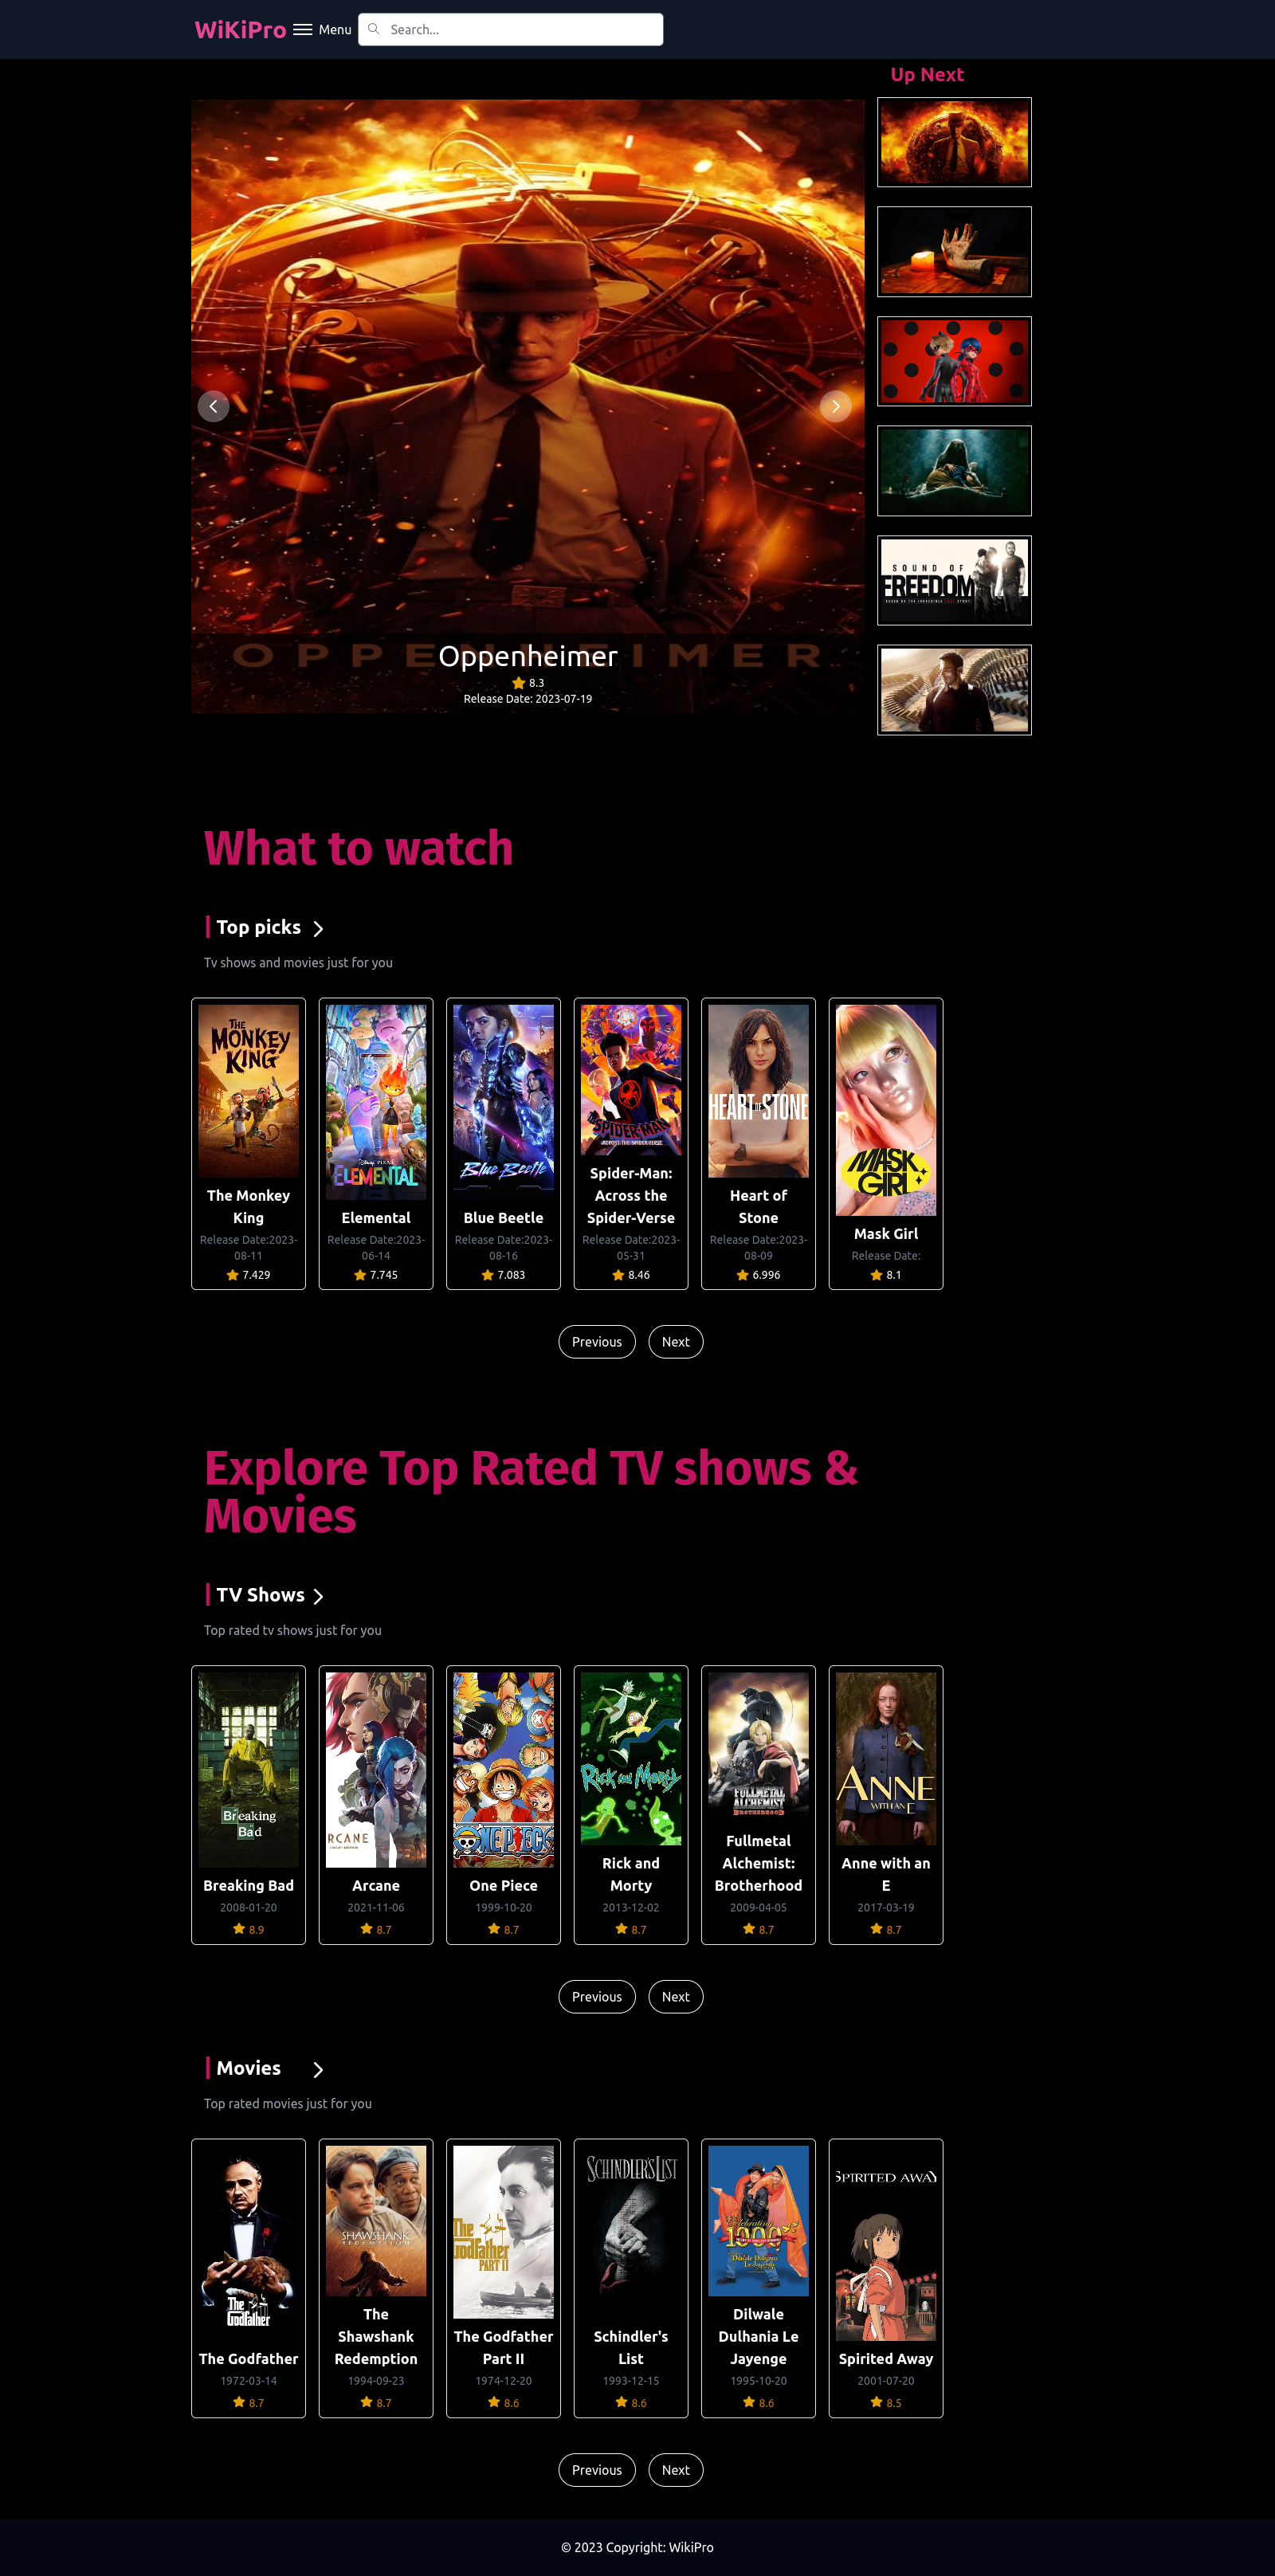 WiKiPro
Menu
Search...
Up Next
SOUND OF
FREEDOM
OPPENHEIMER
Oppenheimer
8.3
Release Date: 2023-07-19
What to watch
Top picks
Tv shows and movies just for you
THE
MONKEY
KING
The Monkey
King
Release Date:2023-
08-11
7.429
Disney PIXAR
ELEMENTAL
Elemental
Release Date:2023-
06-14
7.745
Blue Beetle
Blue Beetle
Release Date:2023-
08-16
7.083
SPIDER-MAN
ACROSS THE SPIDER-VERSE
Spider-Man:
Across the
Spider-Verse
Release Date:2023-
05-31
8.46
HEART OF STONE
Heart of
Stone
Release Date:2023-
08-09
6.996
MASK
GIRL
Mask Girl
Release Date:
8.1
Previous
Next
Explore Top Rated TV shows &
Movies
TV Shows
Top rated tv shows just for you
Breaking
Bad
Breaking Bad
2008-01-20
8.9
RCANE
Arcane
2021-11-06
8.7
ONE PIECE
One Piece
1999-10-20
8.7
Rick and Morty
Rick and
Morty
2013-12-02
8.7
FULLMETAL
ALCHEMIST
BROTHERHOOD
Fullmetal
Alchemist:
Brotherhood
2009-04-05
8.7
ANNE
WITH AN E
Anne with an
E
2017-03-19
8.7
Previous
Next
Movies
Top rated movies just for you
The
Godfather
The Godfather
1972-03-14
8.7
SHAWSHANK
REDEMPTION
The
Shawshank
Redemption
1994-09-23
8.7
The
Godfather
PART II
The Godfather
Part II
1974-12-20
8.6
SCHINDLER'S LIST
Schindler's
List
1993-12-15
8.6
Celebrating
1000
Dilwale Dulhania
Le Jayenge
Dilwale
Dulhania Le
Jayenge
1995-10-20
8.6
SPIRITED AWAY
Spirited Away
2001-07-20
8.5
Previous
Next
© 2023 Copyright: WikiPro